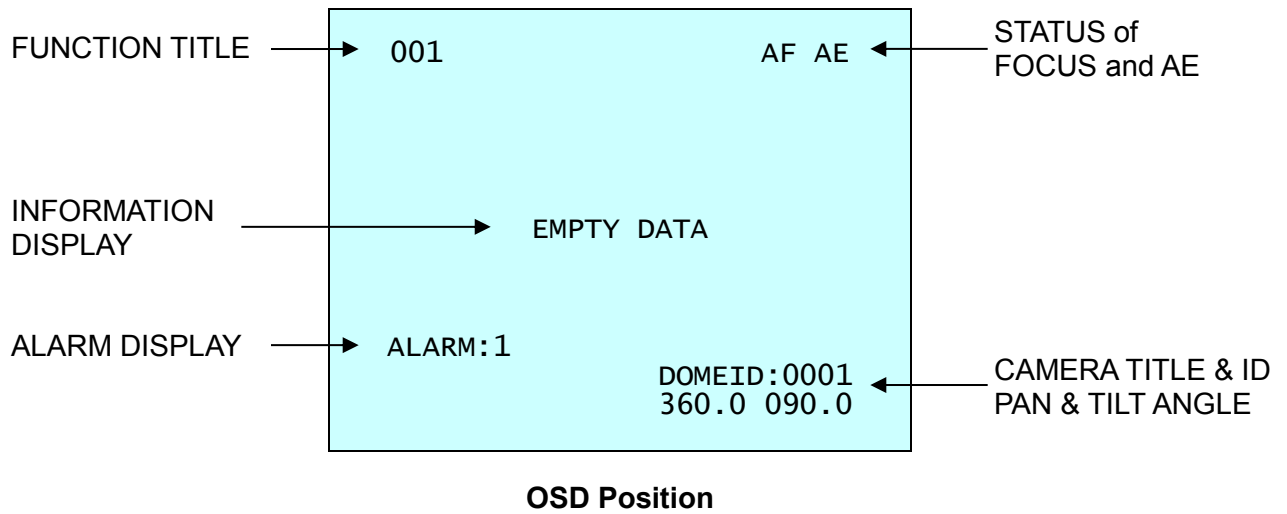 FUNCTION TITLE
001
AF AE
STATUS of
FOCUS and AE
INFORMATION
DISPLAY
EMPTY DATA
ALARM DISPLAY
ALARM:1
DOMEID:0001
360.0 090.0
CAMERA TITLE & ID
PAN & TILT ANGLE
OSD Position